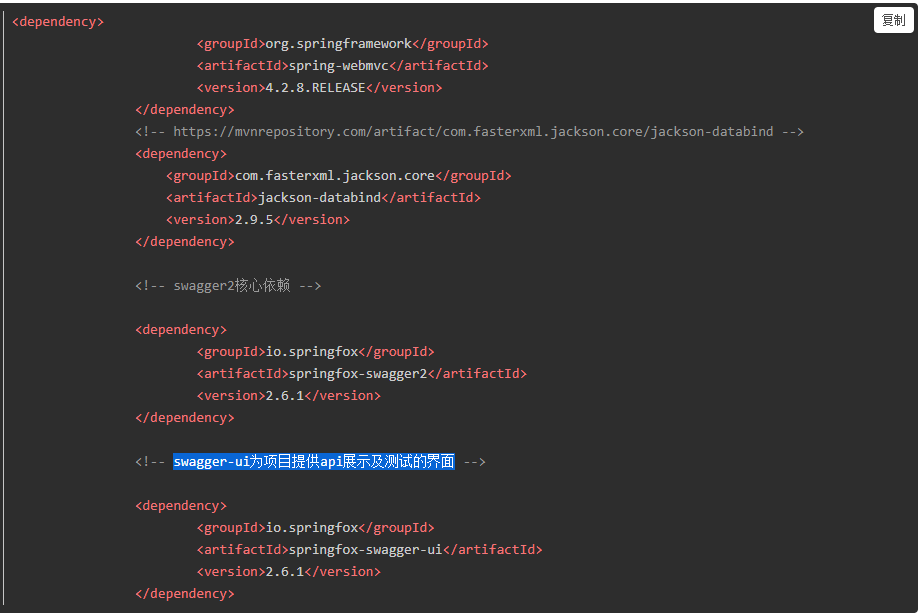 复制
<dependency>
<groupId>org.springframework</groupId>
<artifactId>spring-webmvc</artifactId>
<version>4.2.8.RELEASE</version>
</dependency>
<!-- https://mvnrepository.com/artifact/com.fasterxml.jackson.core/jackson-databind -->
<dependency>
<groupId>com.fasterxml.jackson.core</groupId>
<artifactId>jackson-databind</artifactId>
<version>2.9.5</version>
</dependency>
<!-- swagger2核心依赖 -->
<dependency>
<groupId>io.springfox</groupId>
<artifactId>springfox-swagger2</artifactId>
<version>2.6.1</version>
</dependency>
<!-- swagger-ui为项目提供api展示及测试的界面 -->
<dependency>
<groupId>io.springfox</groupId>
<artifactId>springfox-swagger-ui</artifactId>
<version>2.6.1</version>
</dependency>